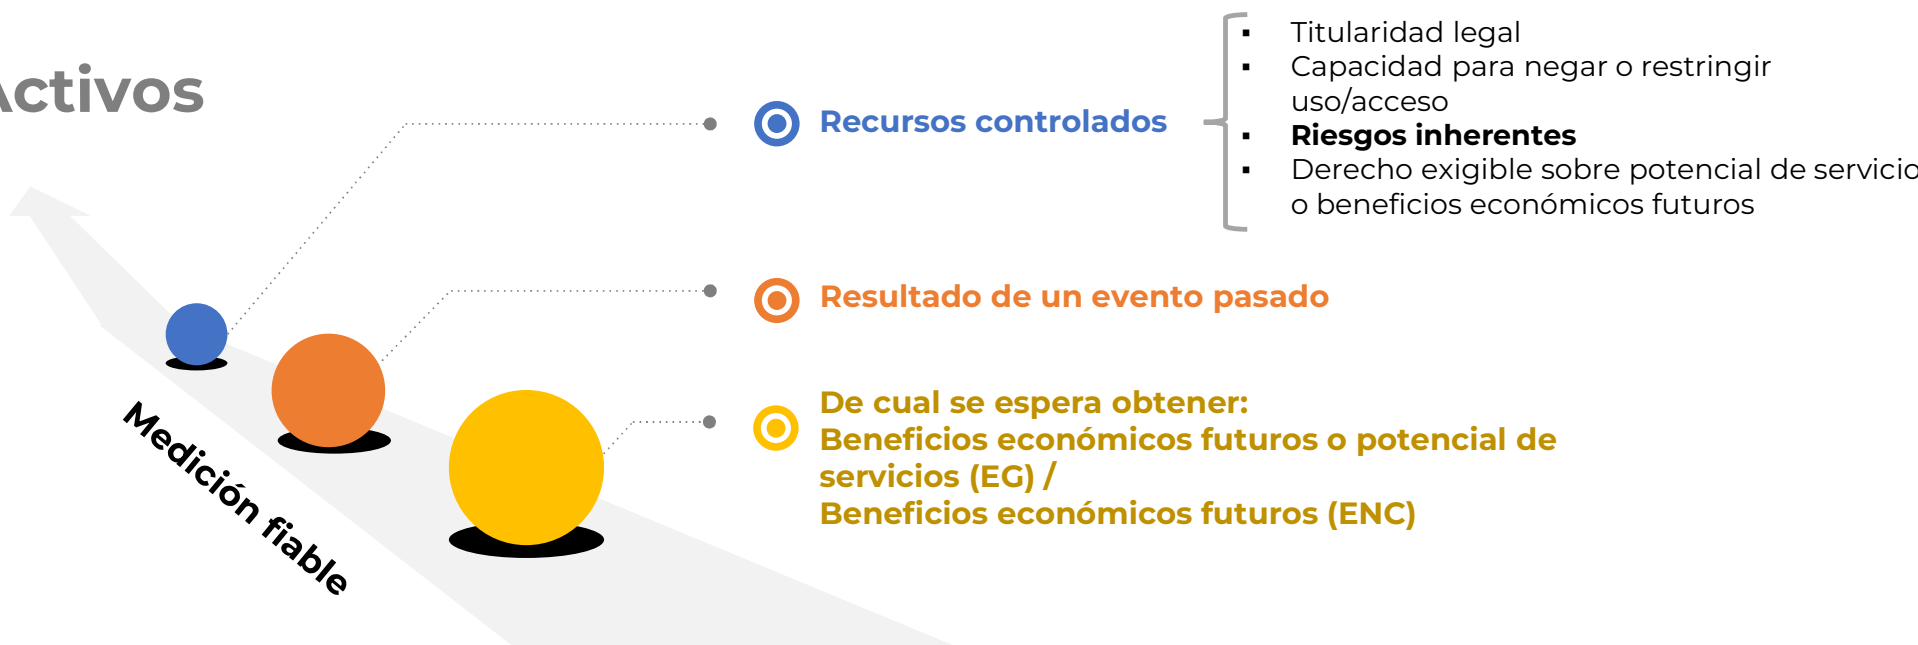 Activos
Titularidad legal
Capacidad para negar o restringir
uso/acceso
Riesgos inherentes
Derecho exigible sobre potencial de servicio
o beneficios económicos futuros
Recursos controlados
Resultado de un evento pasado
De cual se espera obtener:
Beneficios económicos futuros o potencial de
servicios (EG) /
Beneficios económicos futuros (ENC)
Medición fiable